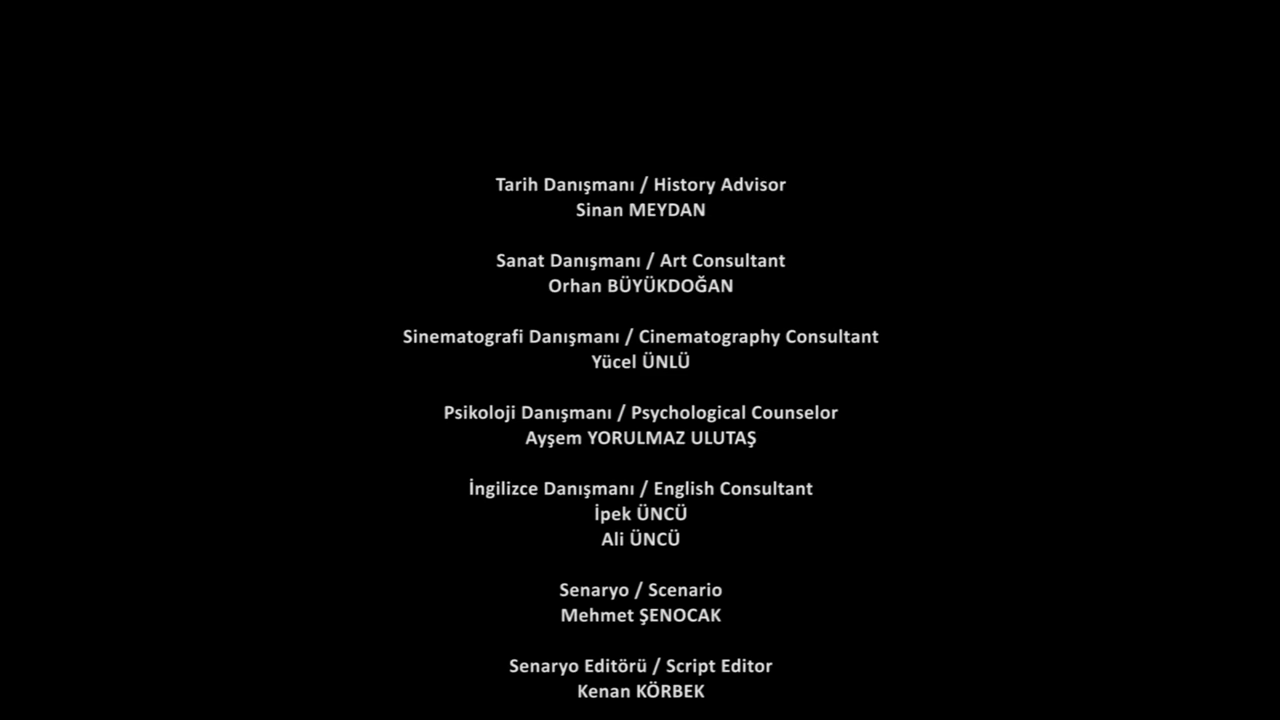 Tarih Danışmanı / History Advisor
Sinan MEYDAN
Sanat Danışmanı / Art Consultant
Orhan BÜYÜKDOĞAN
Sinematografi Danışmanı / Cinematography Consultant
Yücel ÜNLÜ
Psikoloji Danışmanı / Psychological Counselor
Ayşem YORULMAZ ULUTAŞ
İngilizce Danışmanı / English Consultant
İpek ÜNCÜ
Ali ÜNCÜ
Senaryo / Scenario
Mehmet ŞENOCAK
Senaryo Editörü / Script Editor
Kenan KÖRBEK